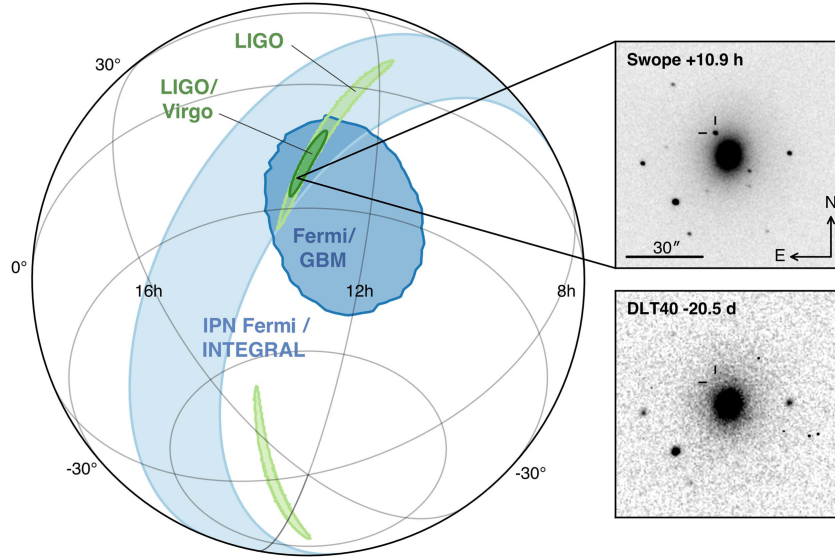 LIGO
LIGO/
Virgo
30°
0°
-30°
-30°
16h
12h
8h
Fermi/
GBM
IPN Fermi /
INTEGRAL
Swope +10.9 h
30"
N
E
DLT40 -20.5 d